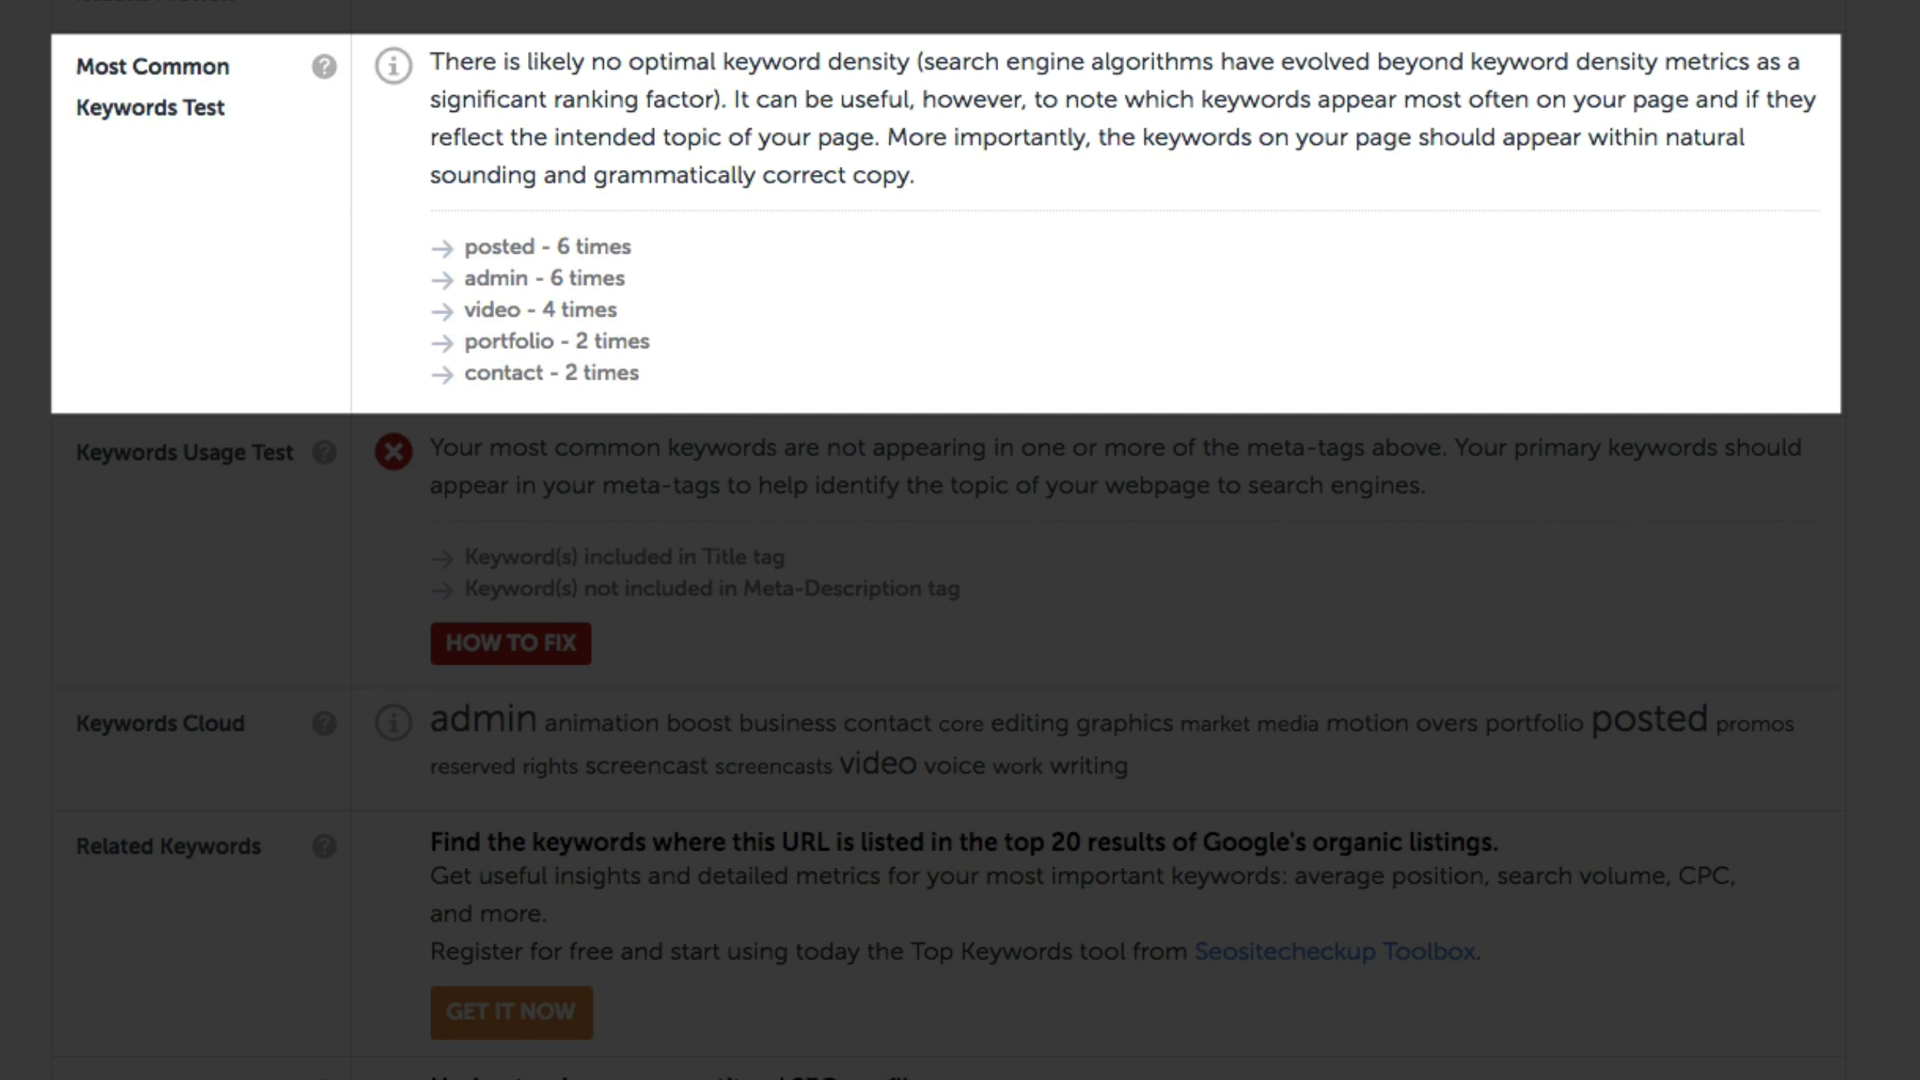 Most Common
Keywords Test
There is likely no optimal keyword density (search engine algorithms have evolved beyond keyword density metrics as a
significant ranking factor). It can be useful, however, to note which keywords appear most often on your page and if they
reflect the intended topic of your page. More importantly, the keywords on your page should appear within natural
sounding and grammatically correct copy.
posted - 6 times
admin - 6 times
video - 4 times
portfolio - 2 times
contact - 2 times
Keywords Usage Test
Your most common keywords are not appearing in one or more of the meta-tags above. Your primary keywords should
appear in your meta-tags to help identify the topic of your webpage to search engines.
Keyword(s) included in Title tag
Keyword(s) not included in Meta-Description tag
HOW TO FIX
Keywords Cloud
admin animation boost business contact core editing graphics market media motion overs portfolio posted promos
reserved rights screencast screencasts video voice work writing
Related Keywords
Find the keywords where this URL is listed in the top 20 results of Google's organic listings.
Get useful insights and detailed metrics for your most important keywords: average position, search volume, CPC,
and more.
Register for free and start using today the Top Keywords tool from Seositecheckup Toolbox.
GET IT NOW